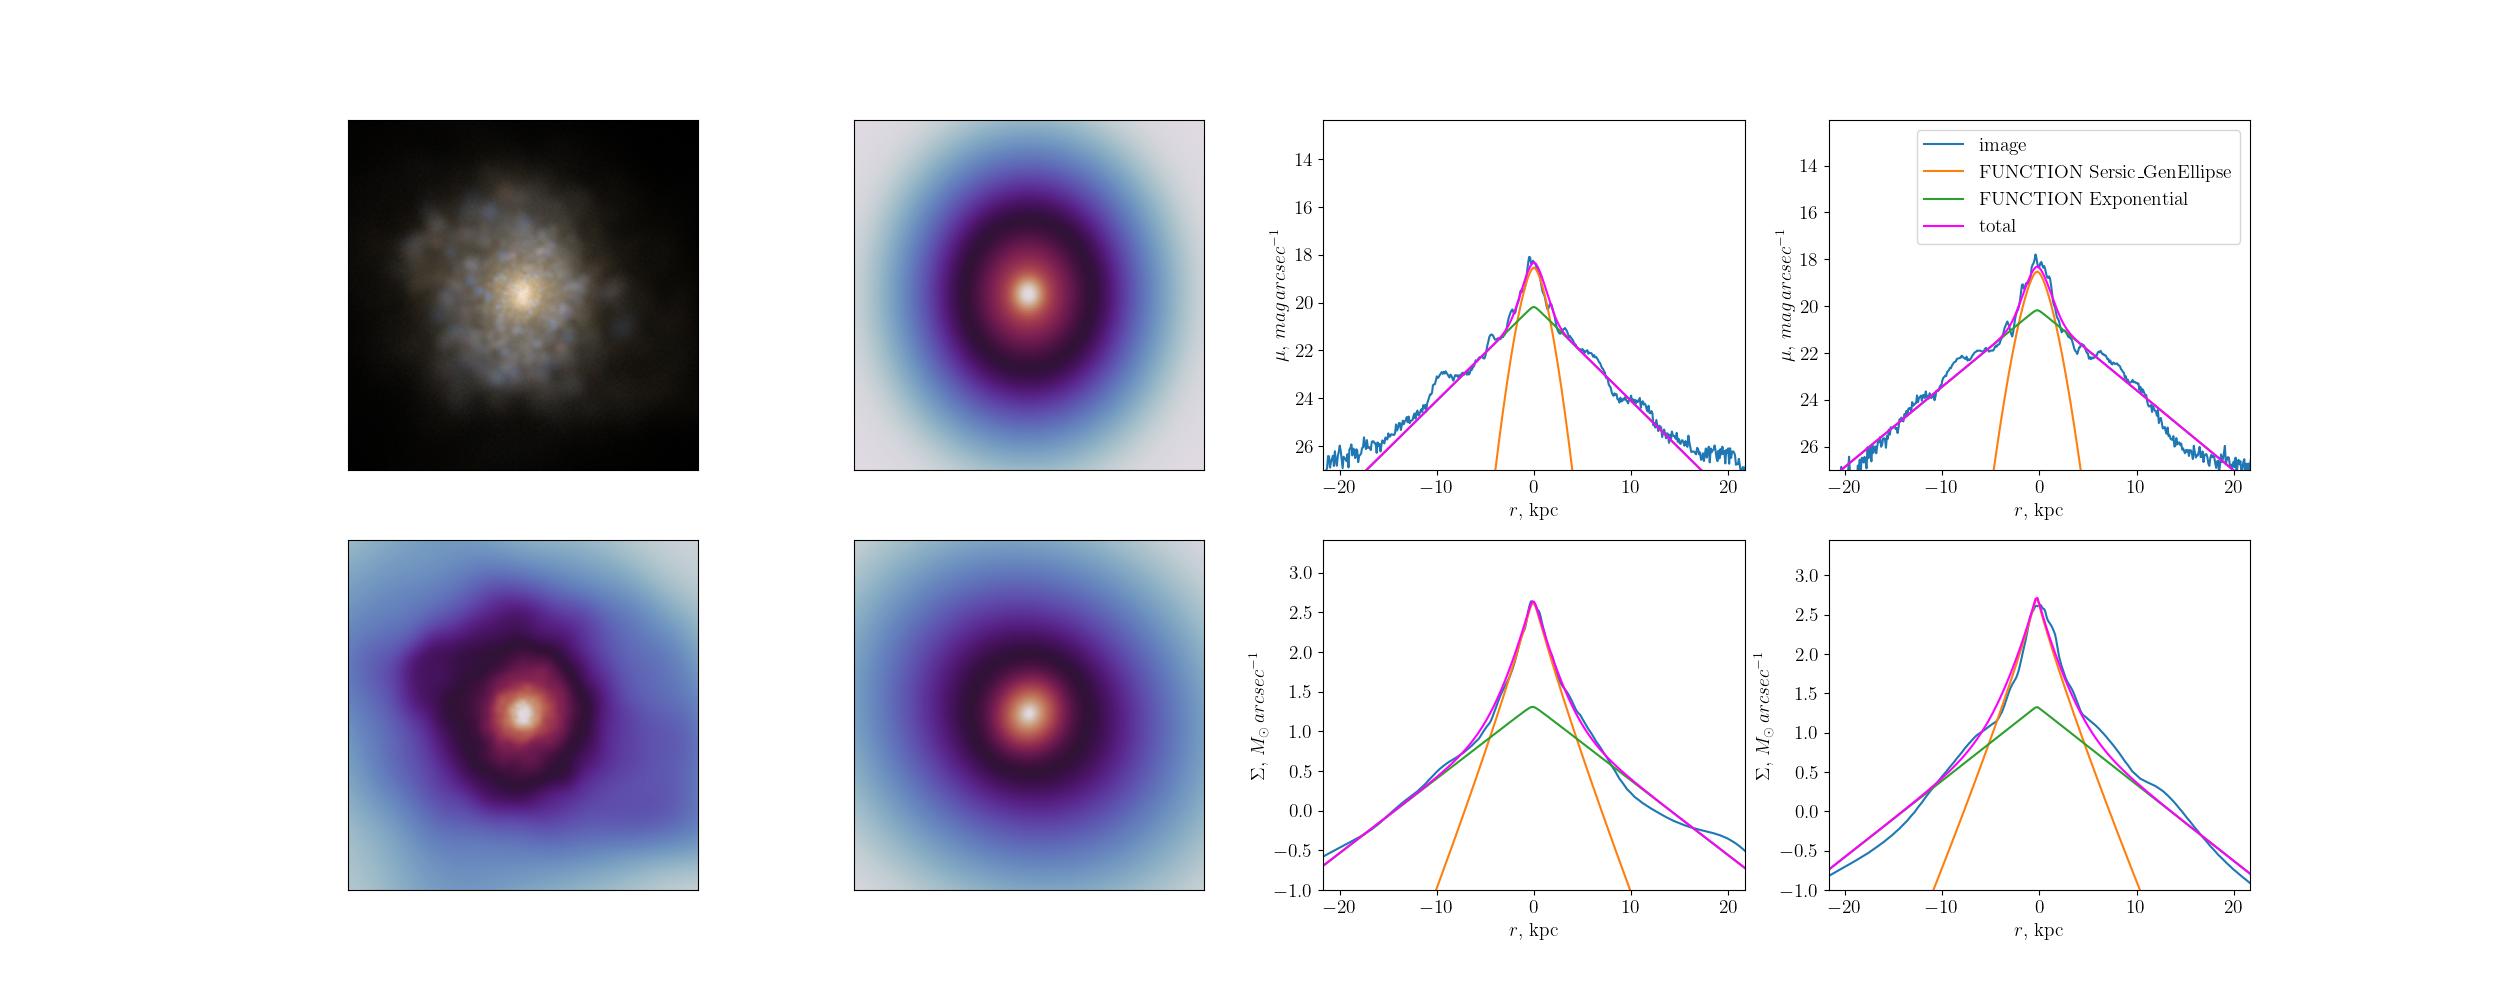 14
16
18
20
22
24
26
μ, mag arcsec⁻¹
−20 −10 0 10 20
r, kpc
14
16
18
20
22
24
26
μ, mag arcsec⁻¹
image
FUNCTION Sersic_GenEllipse
FUNCTION Exponential
total
−20 −10 0 10 20
r, kpc
3.0
2.5
2.0
1.5
1.0
0.5
0.0
−0.5
−1.0
Σ, M⊙ arcsec⁻¹
−20 −10 0 10 20
r, kpc
3.0
2.5
2.0
1.5
1.0
0.5
0.0
−0.5
−1.0
Σ, M⊙ arcsec⁻¹
−20 −10 0 10 20
r, kpc